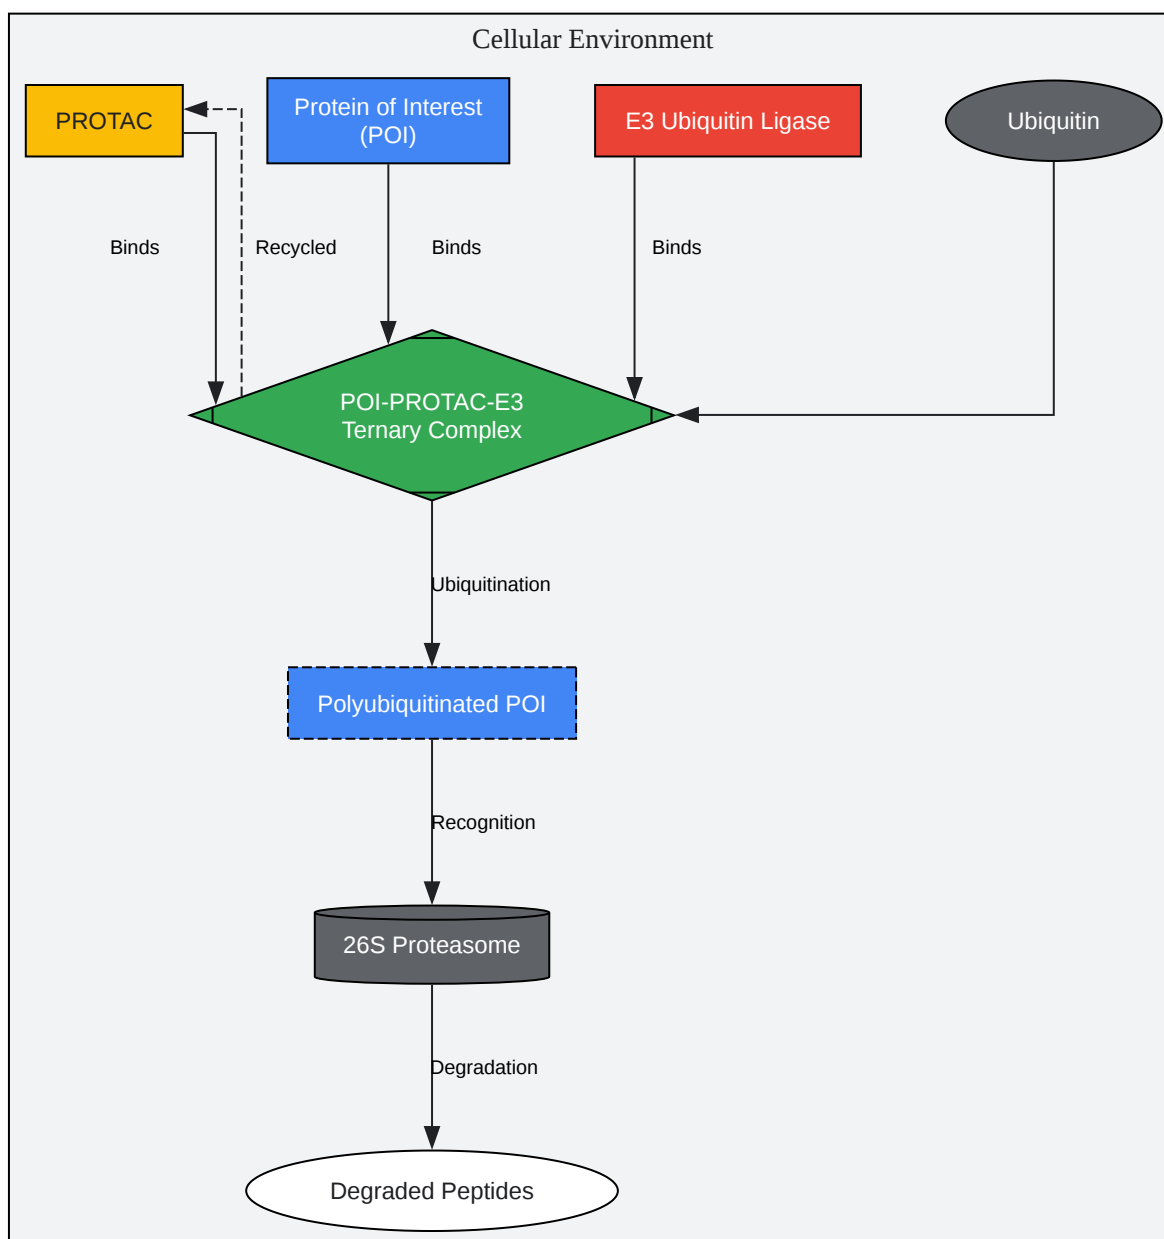 Cellular Environment
PROTAC
Protein of Interest
(POI)
E3 Ubiquitin Ligase
Ubiquitin
Binds
Recycled
Binds
Binds
POI-PROTAC-E3
Ternary Complex
Ubiquitination
Polyubiquitinated POI
Recognition
26S Proteasome
Degradation
Degraded Peptides